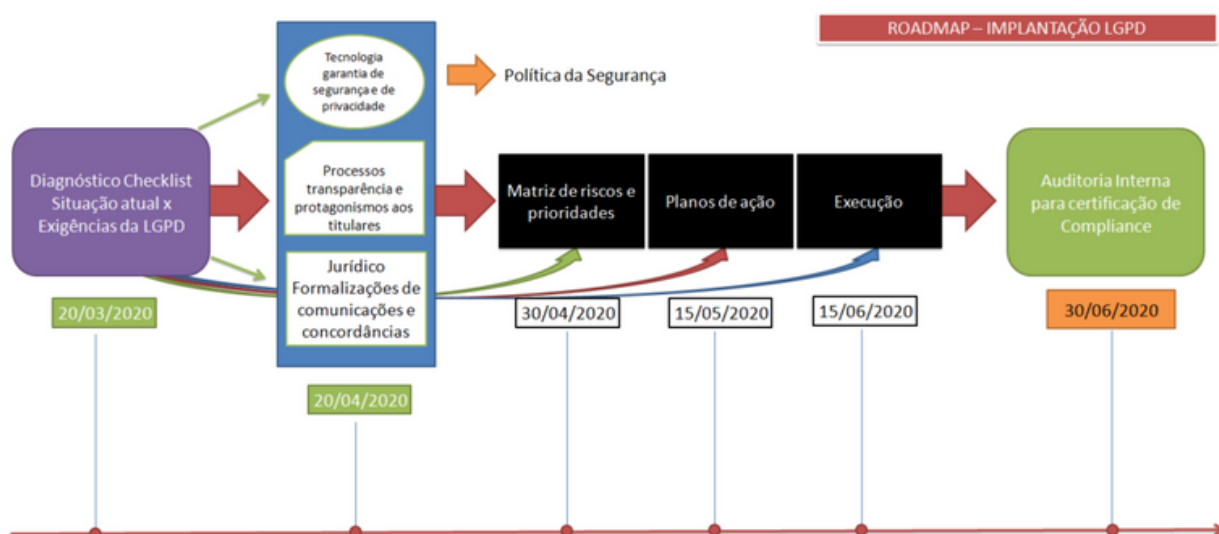 ROADMAP – IMPLANTAÇÃO LGPD
Tecnologia
garantia de
segurança e de
privacidade
Política da Segurança
Diagnóstico Checklist
Situação atual x
Exigências da LGPD
Processos
transparência e
protagonismos aos
titulares
Jurídico
Formalizações de
comunicações e
concordâncias
Matriz de riscos e
prioridades
Planos de ação
Execução
Auditoria Interna
para certificação de
Compliance
20/03/2020
20/04/2020
30/04/2020
15/05/2020
15/06/2020
30/06/2020